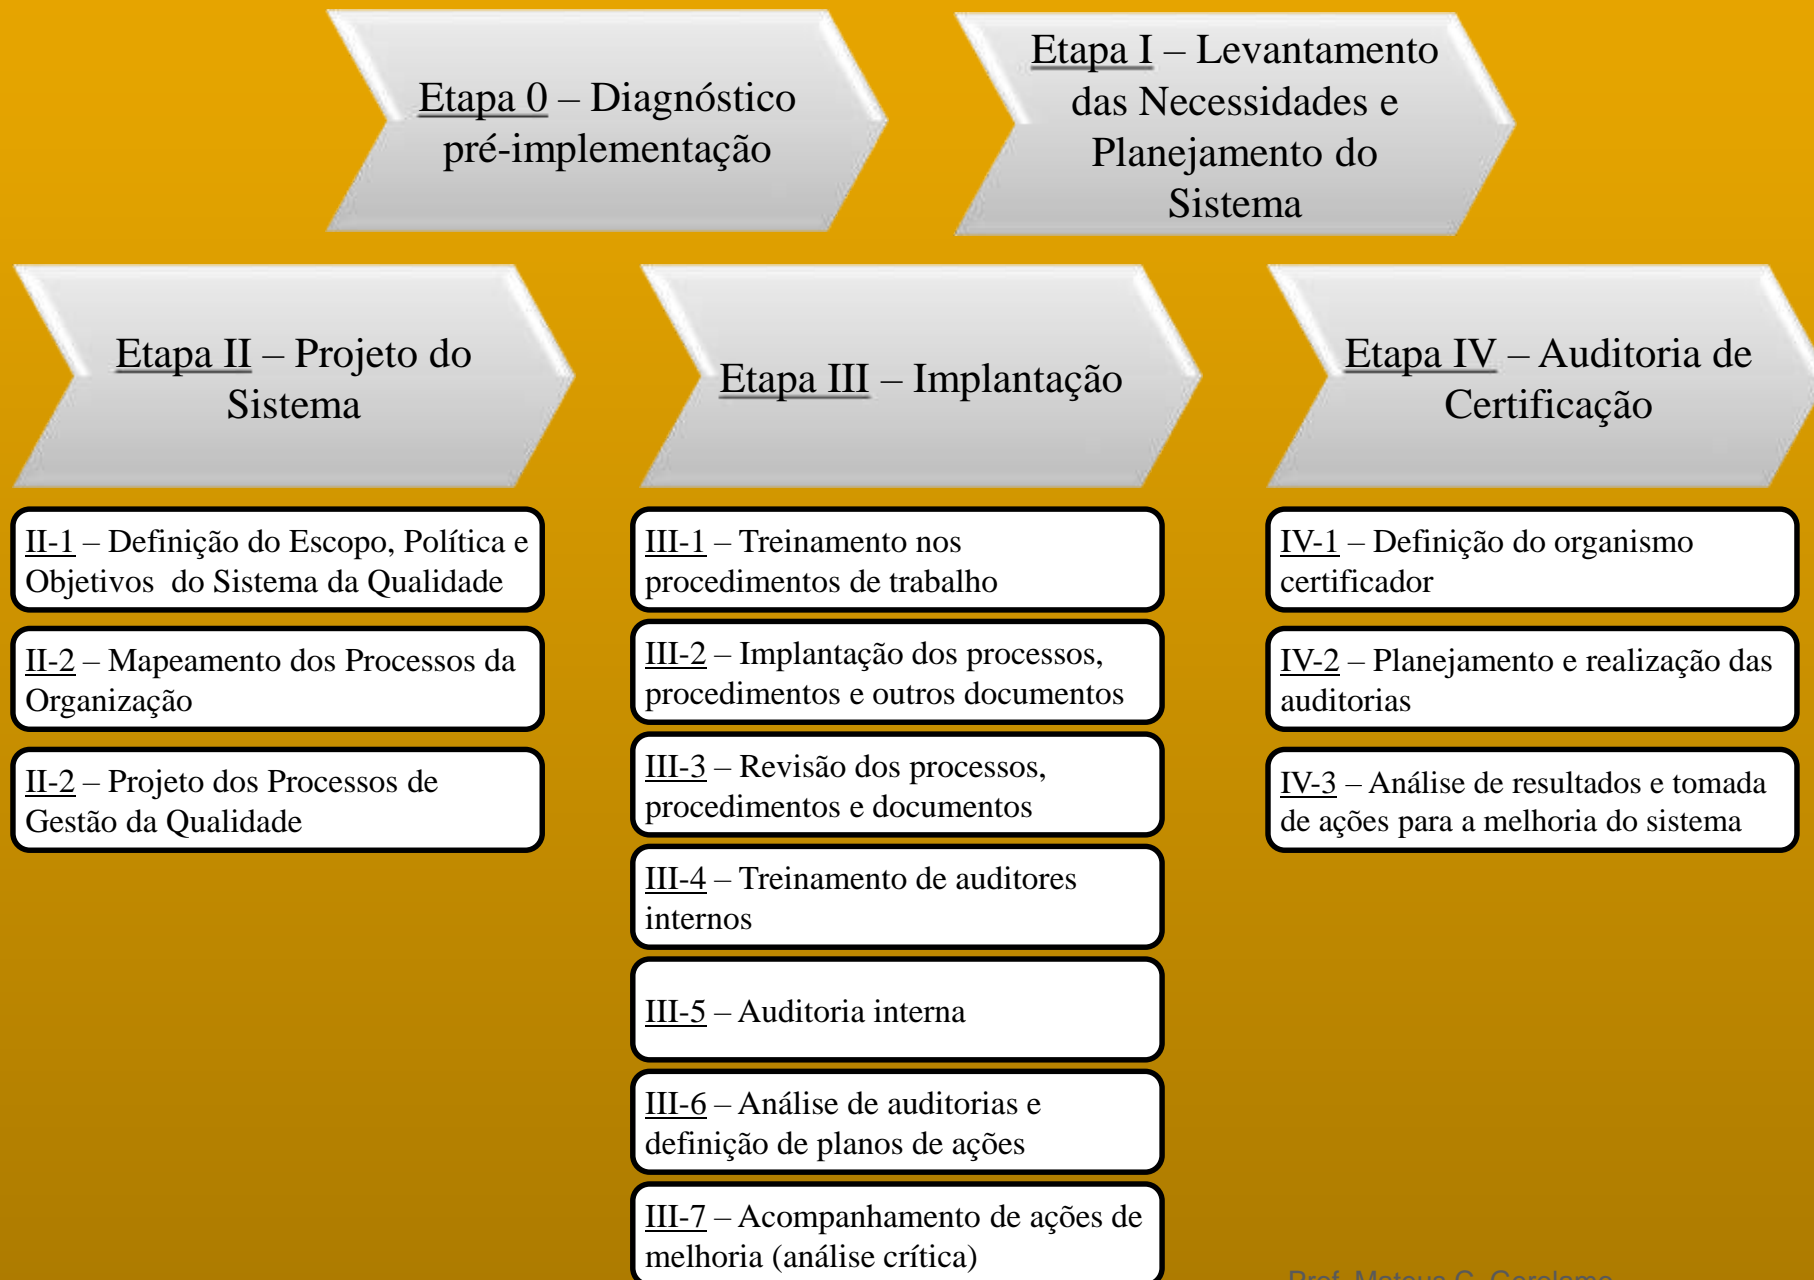 Etapa 0 – Diagnóstico
pré-implementação
Etapa I – Levantamento
das Necessidades e
Planejamento do
Sistema
Etapa II – Projeto do
Sistema
Etapa III – Implantação
Etapa IV – Auditoria de
Certificação
II-1 – Definição do Escopo, Política e
Objetivos do Sistema da Qualidade
II-2 – Mapeamento dos Processos da
Organização
II-2 – Projeto dos Processos de
Gestão da Qualidade
III-1 – Treinamento nos
procedimentos de trabalho
III-2 – Implantação dos processos,
procedimentos e outros documentos
III-3 – Revisão dos processos,
procedimentos e documentos
III-4 – Treinamento de auditores
internos
III-5 – Auditoria interna
III-6 – Análise de auditorias e
definição de planos de ações
III-7 – Acompanhamento de ações de
melhoria (análise crítica)
IV-1 – Definição do organismo
certificador
IV-2 – Planejamento e realização das
auditorias
IV-3 – Análise de resultados e tomada
de ações para a melhoria do sistema
Prof. Mateus C. Gerolamo